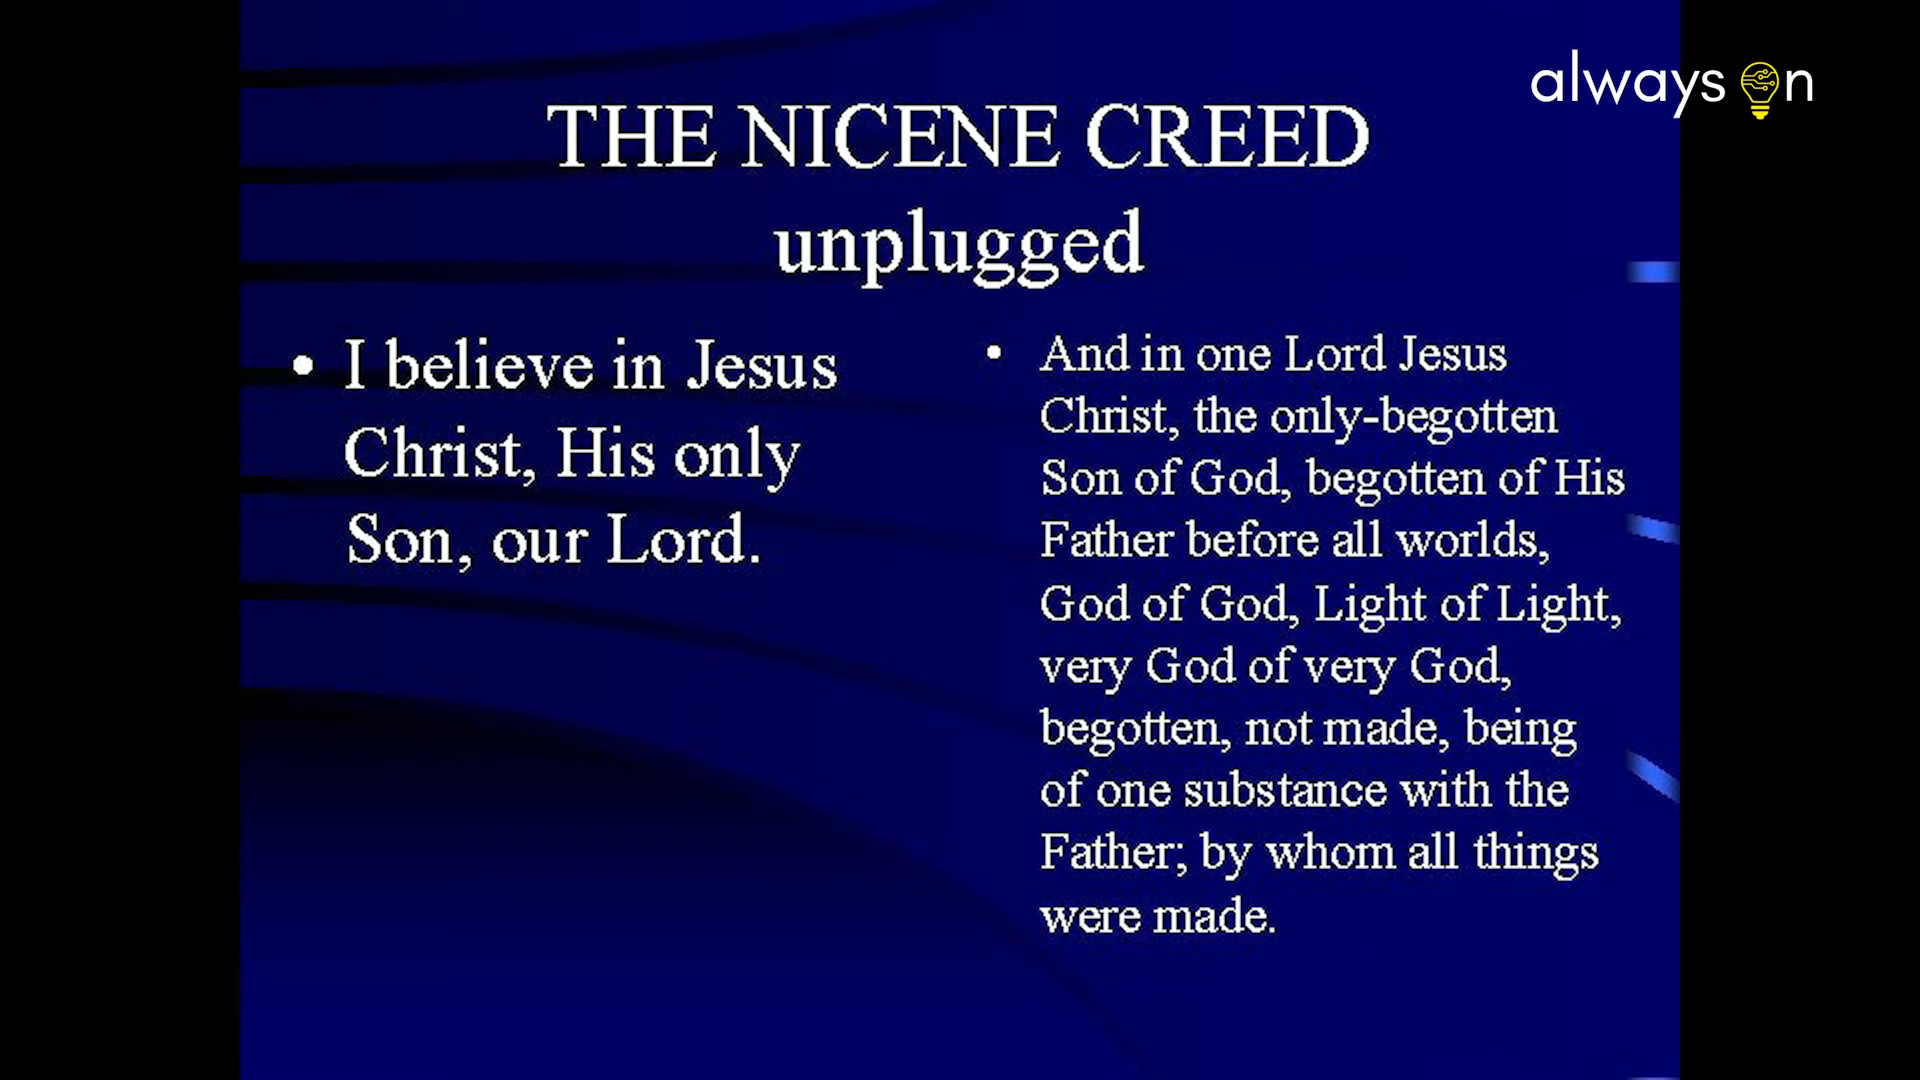 always On
THE NICENE CREED
unplugged
• I believe in Jesus
Christ, His only
Son, our Lord.
• And in one Lord Jesus
Christ, the only-begotten
Son of God, begotten of His
Father before all worlds,
God of God, Light of Light,
very God of very God,
begotten, not made, being
of one substance with the
Father; by whom all things
were made.